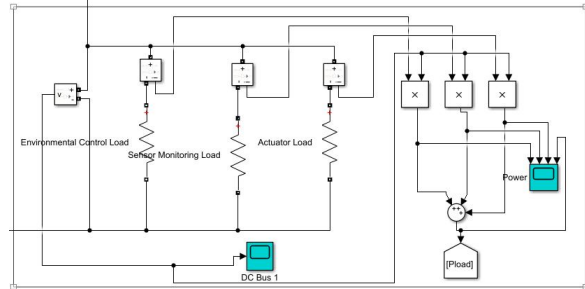 Environmental Control Load
Sensor Monitoring Load
Actuator Load
Power
[Pload]
DC Bus 1